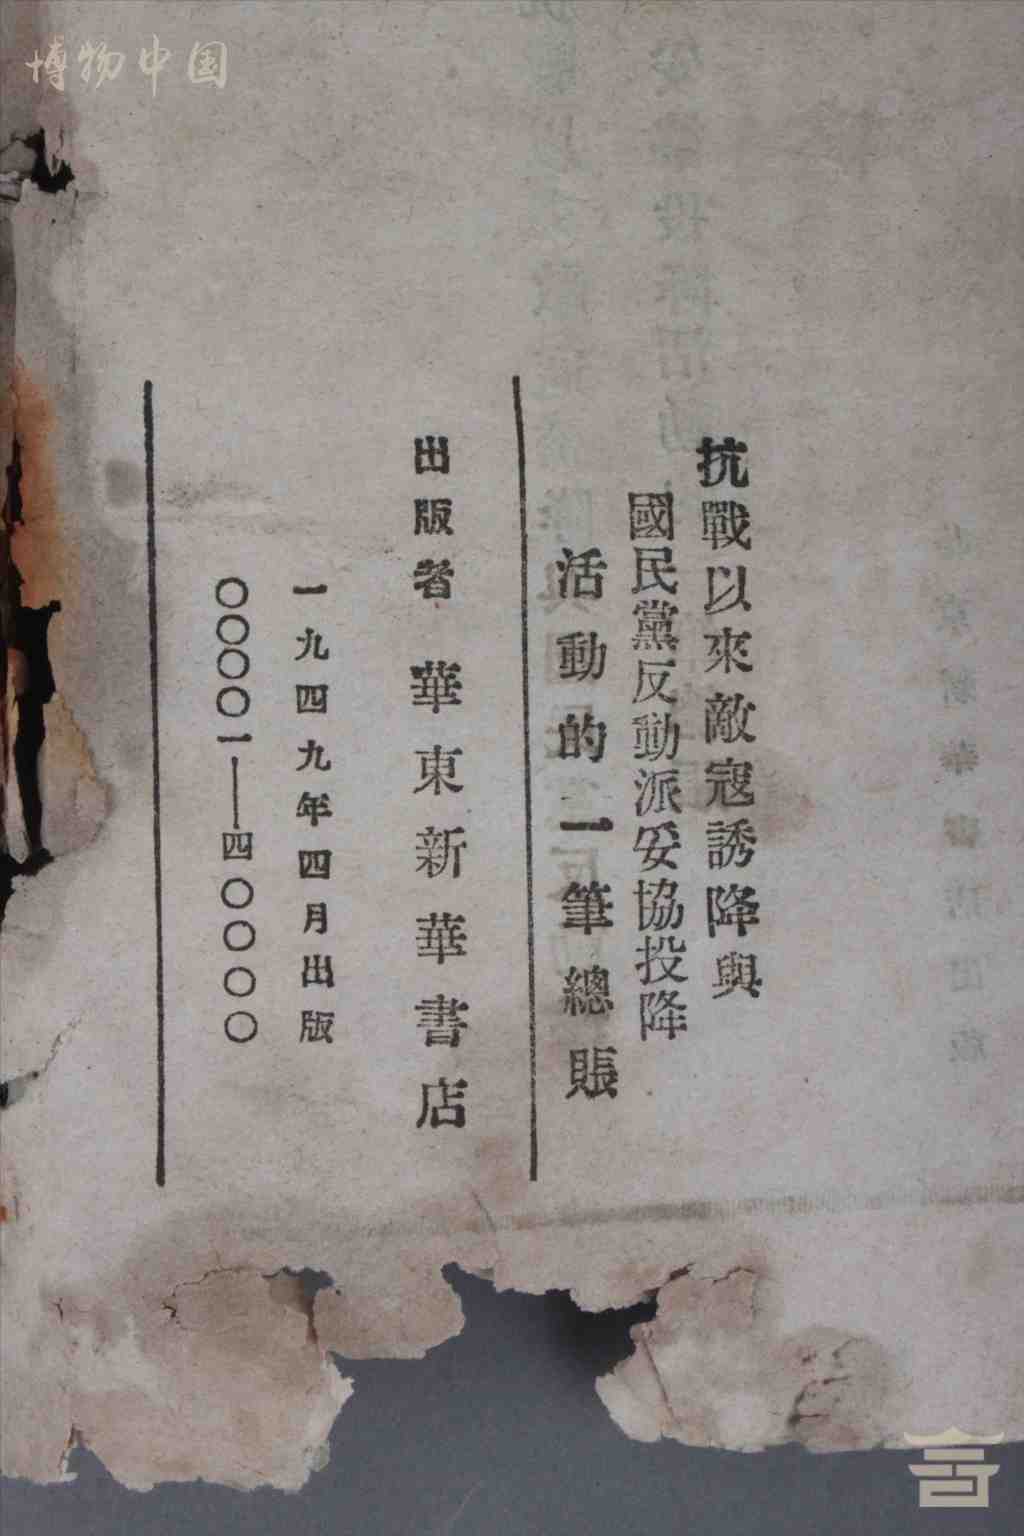 博物中国
抗戰以來敵寇誘降與
國民黨反動派妥協投降
活動的一筆總賬
出版者 華東新華書店
一九四九年四月出版
〇〇〇〇一—四〇〇〇〇